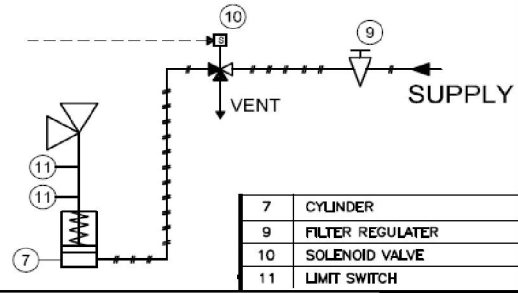 10
9
S
VENT
SUPPLY
11
11
7
7 CYLINDER
9 FILTER REGULATER
10 SOLENOID VALVE
11 LIMIT SWITCH